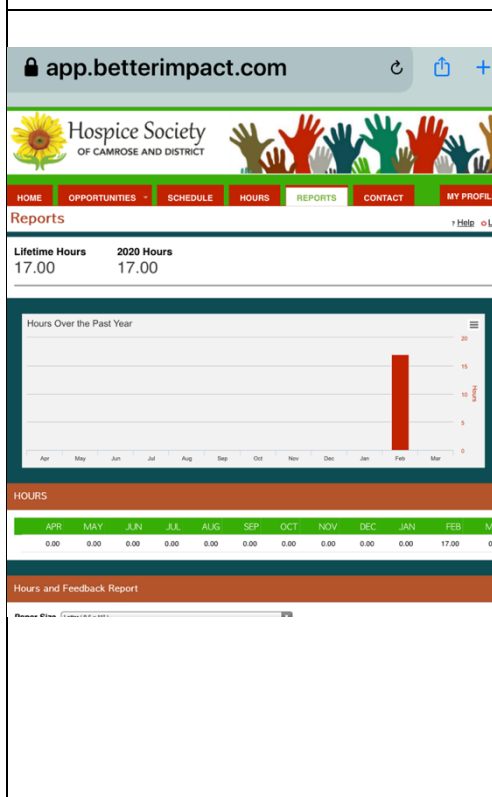 app.betterimpact.com
Hospice Society
OF CAMROSE AND DISTRICT
HOME OPPORTUNITIES SCHEDULE HOURS REPORTS CONTACT MY PROFIL
Reports
? Help L
Lifetime Hours 2020 Hours
17.00 17.00
Hours Over the Past Year
20
15
10
5
0
Hours
Apr May Jun Jul Aug Sep Oct Nov Dec Jan Feb Mar
HOURS
APR MAY JUN JUL AUG SEP OCT NOV DEC JAN FEB M
0.00 0.00 0.00 0.00 0.00 0.00 0.00 0.00 0.00 0.00 17.00 0
Hours and Feedback Report
Paper Size